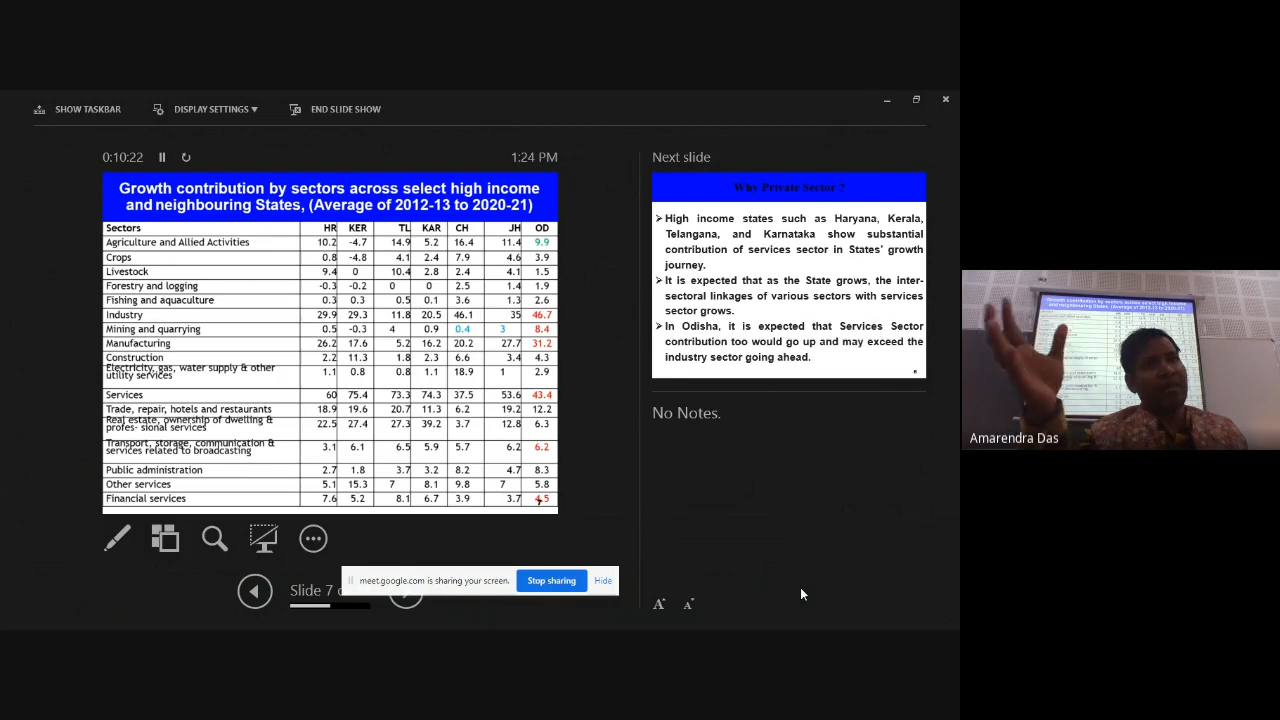 SHOW TASKBAR
DISPLAY SETTINGS ▼
END SLIDE SHOW
0:10:22
1:24 PM
Growth contribution by sectors across select high income
and neighbouring States, (Average of 2012-13 to 2020-21)
Sectors HR KER TL KAR CH JH OD
Agriculture and Allied Activities 10.2 -4.7 14.9 5.2 16.4 11.4 9.9
Crops 0.8 -4.8 4.1 2.4 7.9 4.6 3.9
Livestock 9.4 0 10.4 2.8 2.4 4.1 1.5
Forestry and logging -0.3 -0.2 0 0 2.5 1.4 1.9
Fishing and aquaculture 0.3 0.3 0.5 0.1 3.6 1.3 2.6
Industry 29.9 29.3 11.8 20.5 46.1 35 46.7
Mining and quarrying 0.5 -0.3 4 0.9 0.4 3 8.4
Manufacturing 26.2 17.6 5.2 16.2 20.2 27.7 31.2
Construction 2.2 11.3 1.8 2.3 6.6 3.4 4.3
Electricity, gas, water supply & other
utility services 1.1 0.8 0.8 1.1 18.9 1 2.9
Services 60 75.4 73.3 74.3 37.5 53.6 43.4
Trade, repair, hotels and restaurants 18.9 19.6 20.7 11.3 6.2 19.2 12.2
Real estate, ownership of dwelling &
profes- sional services 22.5 27.4 27.3 39.2 3.7 12.8 6.3
Transport, storage, communication &
services related to broadcasting 3.1 6.1 6.5 5.9 5.7 6.2 6.2
Public administration 2.7 1.8 3.7 3.2 8.2 4.7 8.3
Other services 5.1 15.3 7 8.1 9.8 7 5.8
Financial services 7.6 5.2 8.1 6.7 3.9 3.7 4.5
Slide 7 of
meet.google.com is sharing your screen.
Stop sharing
Hide
Next slide
Why Private Sector ?
➢ High income states such as Haryana, Kerala,
Telangana, and Karnataka show substantial
contribution of services sector in States' growth
journey.
➢ It is expected that as the State grows, the inter-
sectoral linkages of various sectors with services
sector grows.
➢ In Odisha, it is expected that Services Sector
contribution too would go up and may exceed the
industry sector going ahead.
8
No Notes.
A A
Amarendra Das